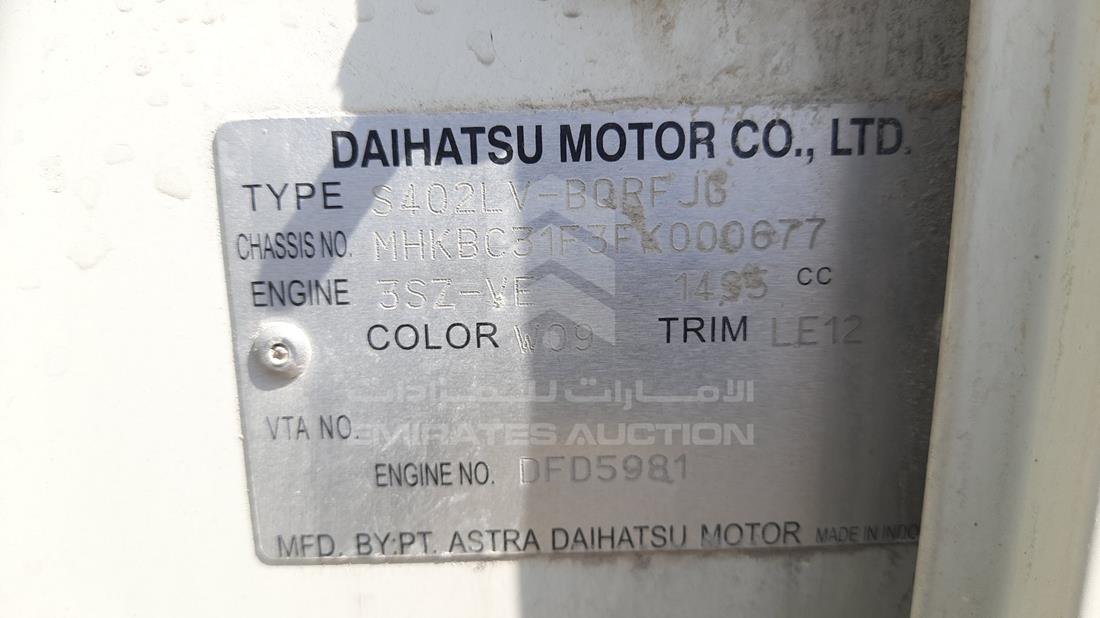 DAIHATSU MOTOR CO., LTD.
TYPE S402LV-BQRFJG
CHASSIS NO. MHKBC31F3FK000677
ENGINE 3SZ-VE 1495 CC
COLOR W09 TRIM LE12
الامارات للمزادات
VTA NO.
EMIRATES AUCTION
ENGINE NO. DFD5981
MFD. BY:PT. ASTRA DAIHATSU MOTOR MADE IN INDO